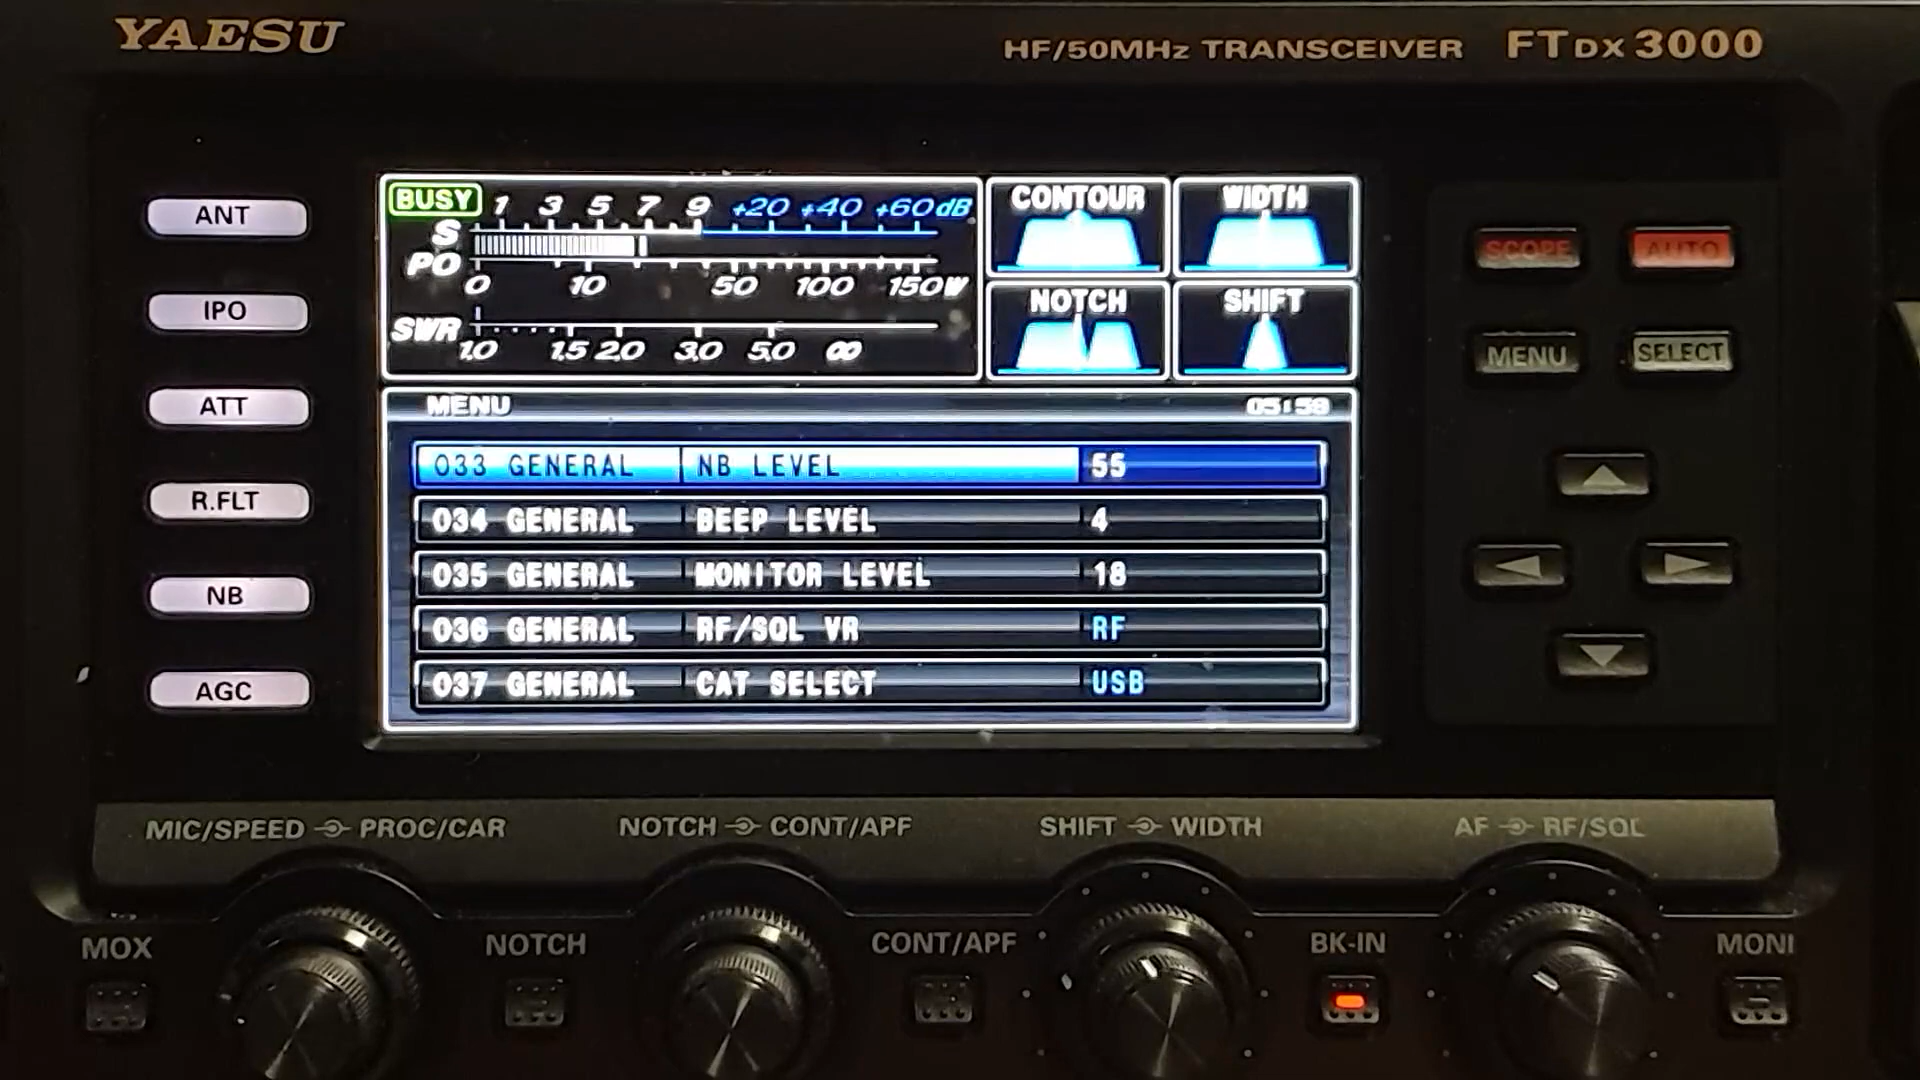 YAESU
HF/50MHz TRANSCEIVER FTDX 3000
ANT
IPO
ATT
R.FLT
NB
AGC
BUSY 1 3 5 7 9 +20 +40 +60dB
S
PO
0 10 50 100 150W
SWR
1.0 1.5 2.0 3.0 5.0 ∞
CONTOUR WIDTH
NOTCH SHIFT
SCOPE AUTO
MENU SELECT
MENU 05:58
033 GENERAL NB LEVEL 55
034 GENERAL BEEP LEVEL 4
035 GENERAL MONITOR LEVEL 18
036 GENERAL RF/SQL VR RF
037 GENERAL CAT SELECT USB
MIC/SPEED PROC/CAR NOTCH CONT/APF SHIFT WIDTH AF RF/SQL
MOX NOTCH CONT/APF BK-IN MONI